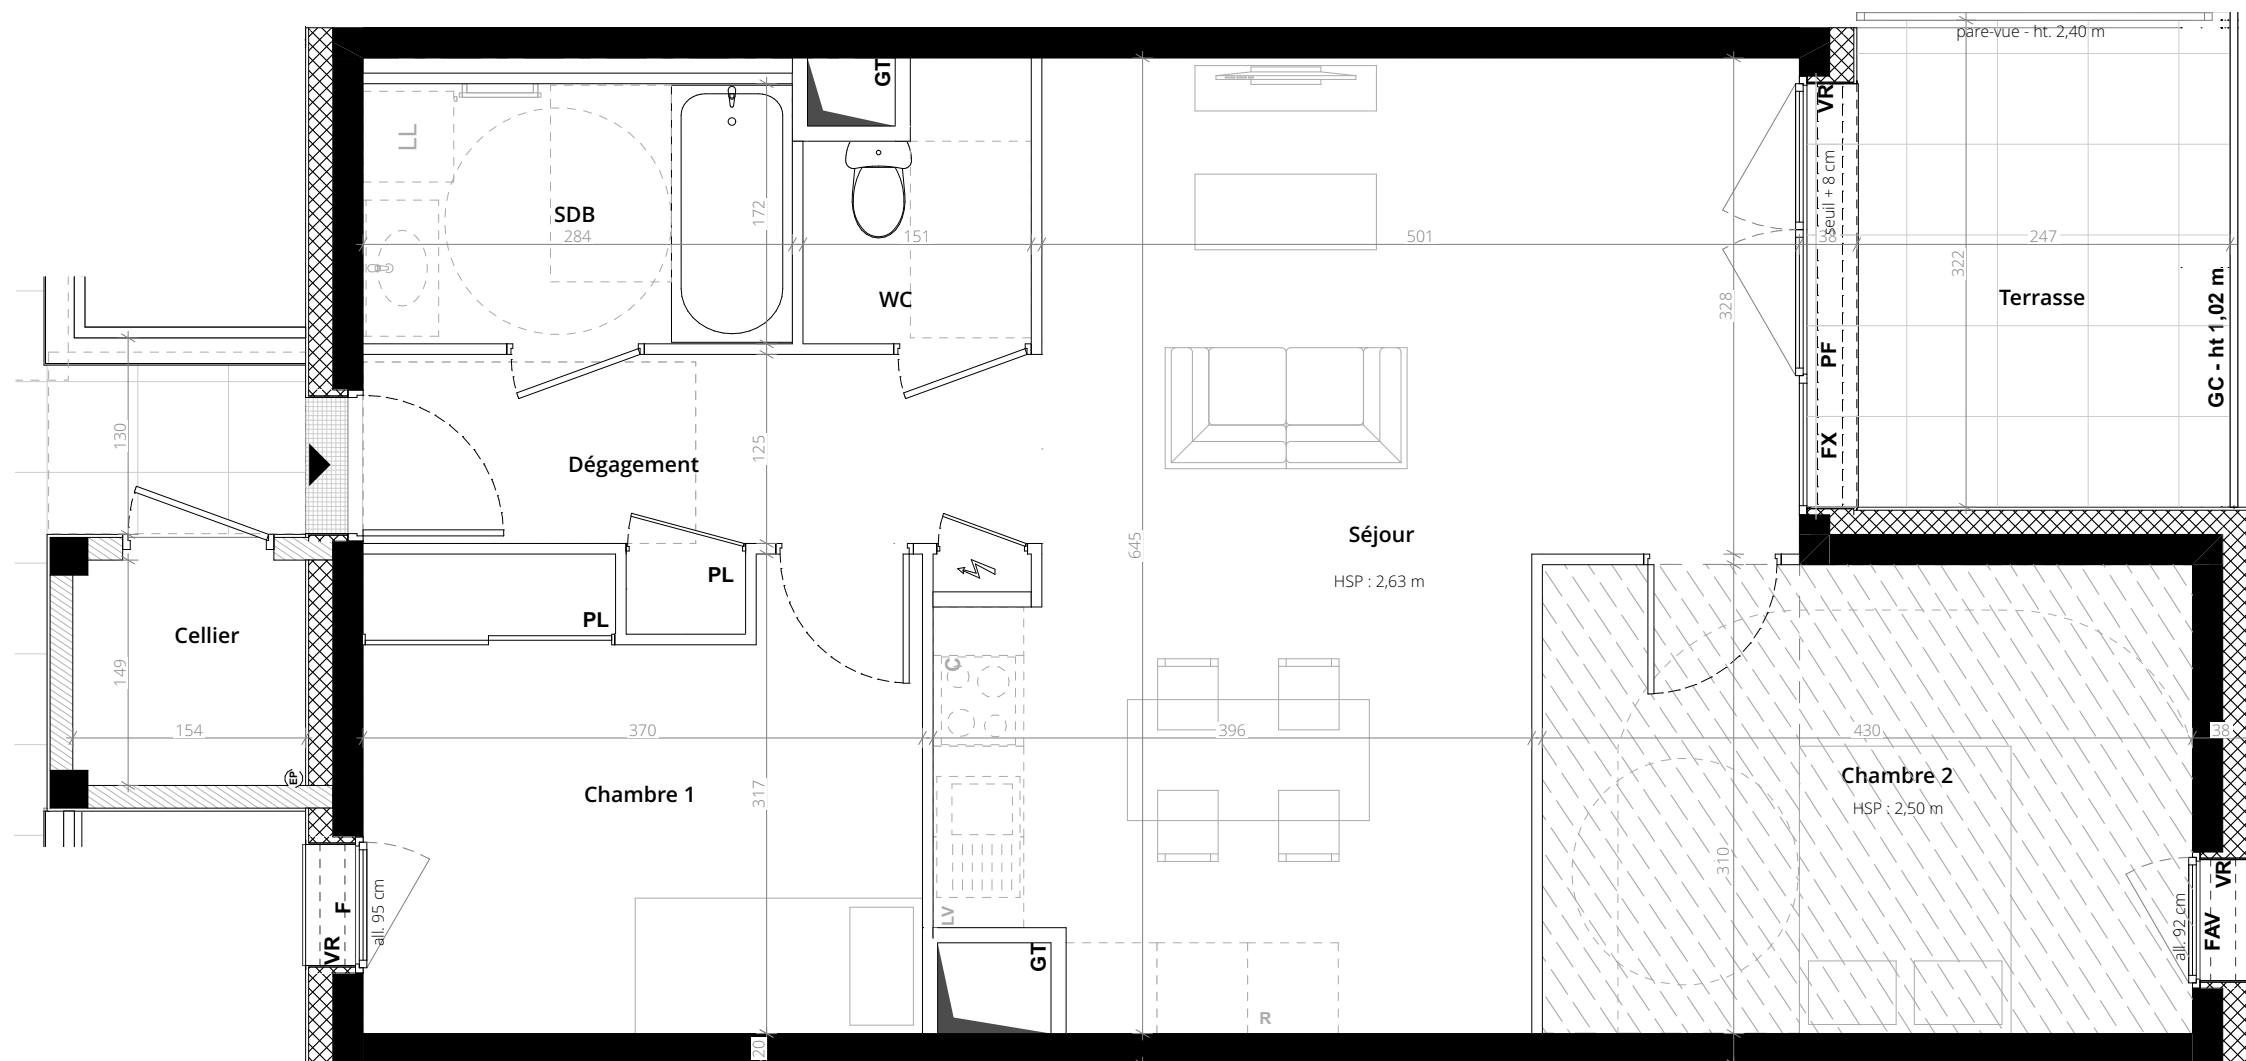 pare-vue - ht. 2,40 m
GT
VR
LL
seuil + 8 cm
SDB
172
284
151
501
38
247
322
WC
328
Terrasse
GC - ht 1,02 m
PF
FX
130
125
Dégagement
Séjour
645
HSP : 2,63 m
PL
PL
Cellier
149
C
154
370
396
430
38
EP
Chambre 1
317
Chambre 2
HSP : 2,50 m
310
F
all. 95 cm
VR
LV
GT
VR
all. 92 cm
FAV
R
20